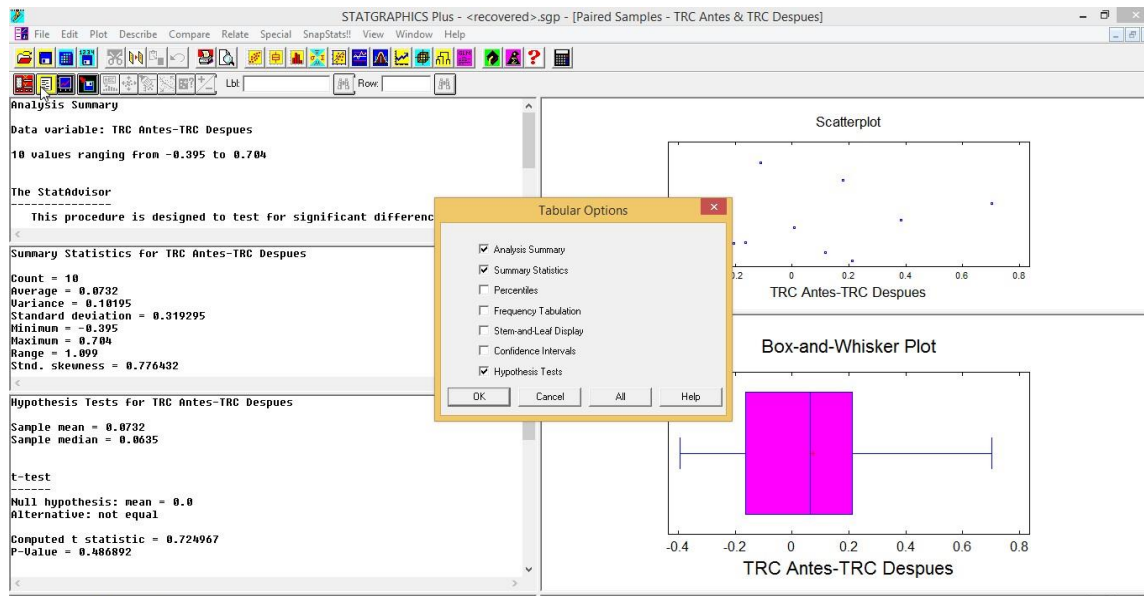 STATGRAPHICS Plus - <recovered>.sgp - [Paired Samples - TRC Antes & TRC Despues]
File Edit Plot Describe Compare Relate Special SnapStats!! View Window Help
Lbl: Row:
Analysis Summary
Data variable: TRC Antes-TRC Despues
10 values ranging from -0.395 to 0.704
The StatAdvisor
---------------
This procedure is designed to test for significant differenc
Summary Statistics for TRC Antes-TRC Despues
Count = 10
Average = 0.0732
Variance = 0.10195
Standard deviation = 0.319295
Minimum = -0.395
Maximum = 0.704
Range = 1.099
Stnd. skewness = 0.776432
Hypothesis Tests for TRC Antes-TRC Despues
Sample mean = 0.0732
Sample median = 0.0635
t-test
------
Null hypothesis: mean = 0.0
Alternative: not equal
Computed t statistic = 0.724967
P-Value = 0.486892
Tabular Options
Analysis Summary
Summary Statistics
Percentiles
Frequency Tabulation
Stem-and-Leaf Display
Confidence Intervals
Hypothesis Tests
OK Cancel All Help
Scatterplot
0 0.2 0.4 0.6 0.8
TRC Antes-TRC Despues
Box-and-Whisker Plot
-0.4 -0.2 0 0.2 0.4 0.6 0.8
TRC Antes-TRC Despues